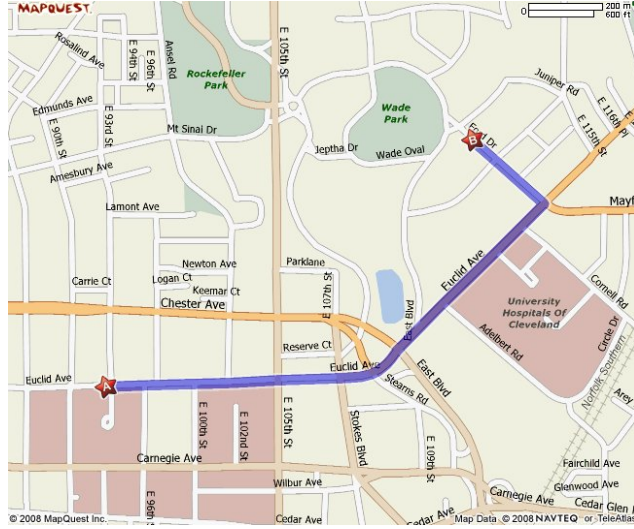 MAPQUEST.
200 m
0
600 ft
Rosalind Ave
E 94th St
E 96th St
Ansel Rd
E 105th St
Rockefeller
Park
Wade
Park
Juniper Rd
E 116th Pl
E 115th St
Edmunds Ave
E 90th St
E 93rd St
Mt Sinai Dr
Jeptha Dr
Wade Oval
B
Amesbury Ave
Lamont Ave
Mayf
Newton Ave
Parklane
Logan Ct
Carrie Ct
Keemar Ct
Chester Ave
E 107th St
Euclid Ave
Cornell Rd
University
Hospitals Of
Cleveland
East Blvd
Adelbert Rd
Circle Dr
Norfolk Southern
Reserve Ct
Euclid Ave
A
Euclid Ave
East Blvd
Stearns Rd
E 100th St
E 102nd St
E 105th St
Stokes Blvd
E 109th St
Arey
Carnegie Ave
Fairchild Ave
Wilbur Ave
Glenwood Ave
Carnegie Ave
E 96th St
Cedar Ave
Cedar Ave
Cedar Glen
© 2008 MapQuest Inc.
Map Data © 2008 NAVTEQ or TeleAtlas